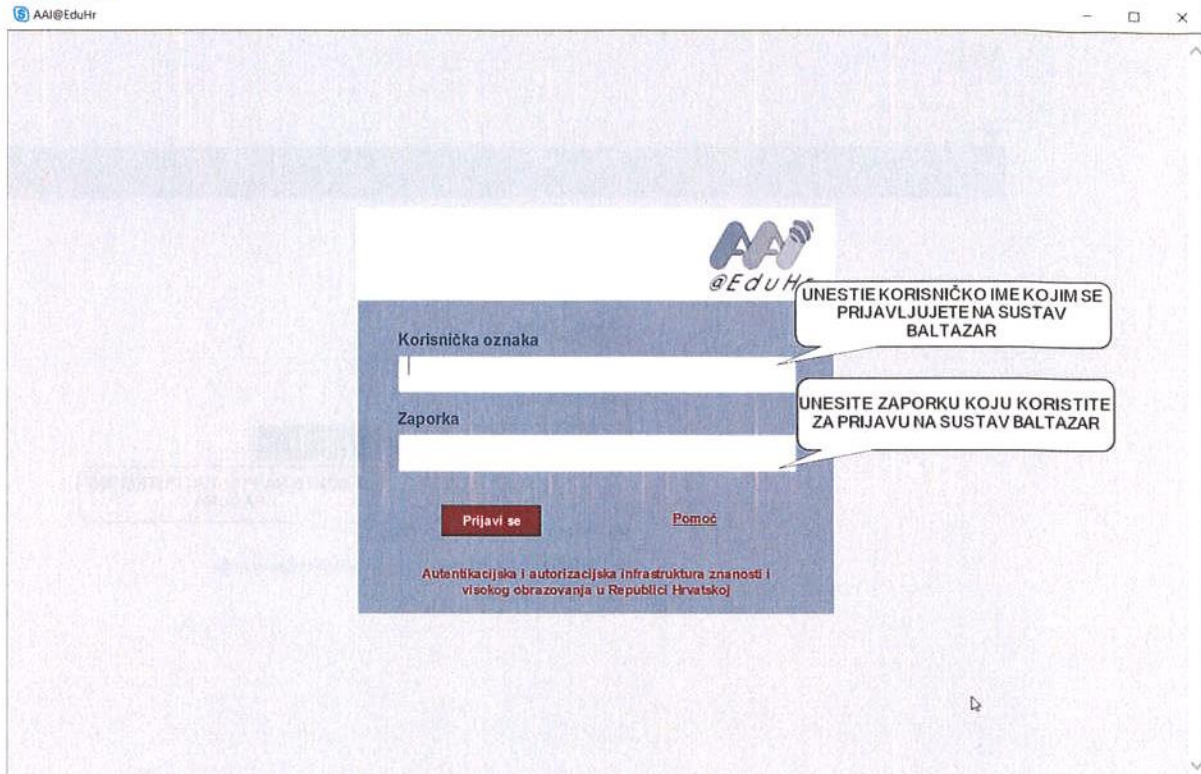 AAI@EduHr
AAI
@EduHr
UNESTIE KORISNIČKO IME KOJIM SE
PRIJAVLJUJETE NA SUSTAV
BALTAZAR
Korisnička oznaka
UNESITE ZAPORKU KOJU KORISTITE
ZA PRIJAVU NA SUSTAV BALTAZAR
Zaporka
Prijavi se
Pomoć
Autentikacijska i autorizacijska infrastruktura znanosti i
visokog obrazovanja u Republici Hrvatskoj